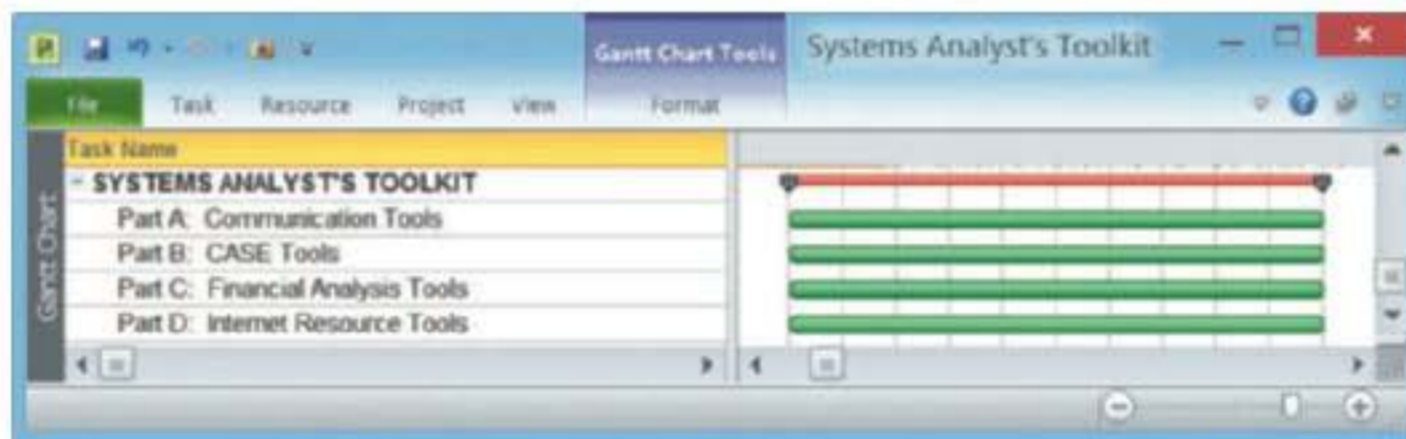 Gantt Chart Tools
Systems Analyst's Toolkit
File Task Resource Project View Format
Gantt Chart
Task Name
SYSTEMS ANALYST'S TOOLKIT
Part A: Communication Tools
Part B: CASE Tools
Part C: Financial Analysis Tools
Part D: Internet Resource Tools